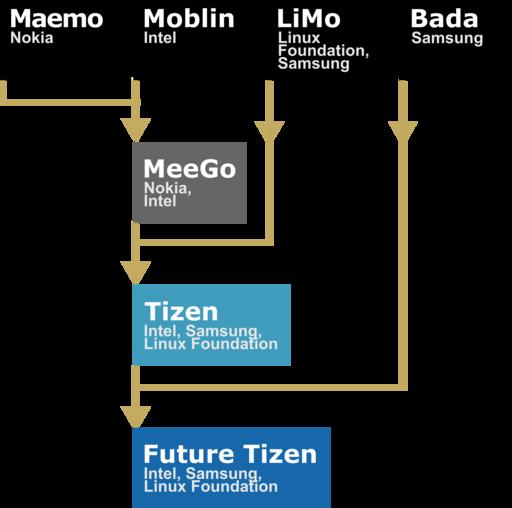 Maemo
Nokia
Moblin
Intel
LiMo
Linux
Foundation,
Samsung
Bada
Samsung
MeeGo
Nokia,
Intel
Tizen
Intel, Samsung,
Linux Foundation
Future Tizen
Intel, Samsung,
Linux Foundation